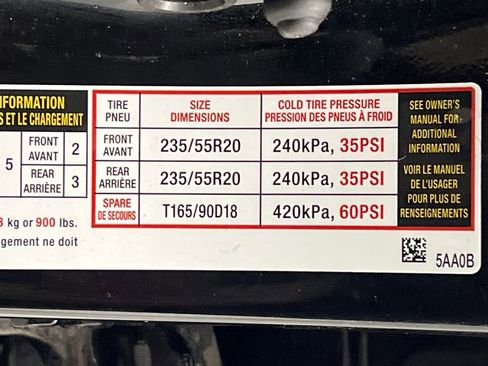 NFORMATION
S ET LE CHARGEMENT
5
FRONT
AVANT
2
REAR
ARRIÈRE
3
8 kg or 900 lbs.
gement ne doit
TIRE
PNEU
SIZE
DIMENSIONS
COLD TIRE PRESSURE
PRESSION DES PNEUS À FROID
FRONT
AVANT
235/55R20
240kPa, 35PSI
REAR
ARRIÈRE
235/55R20
240kPa, 35PSI
SPARE
DE SECOURS
T165/90D18
420kPa, 60PSI
SEE OWNER'S
MANUAL FOR
ADDITIONAL
INFORMATION
VOIR LE MANUEL
DE L'USAGER
POUR PLUS DE
RENSEIGNEMENTS
5AA0B